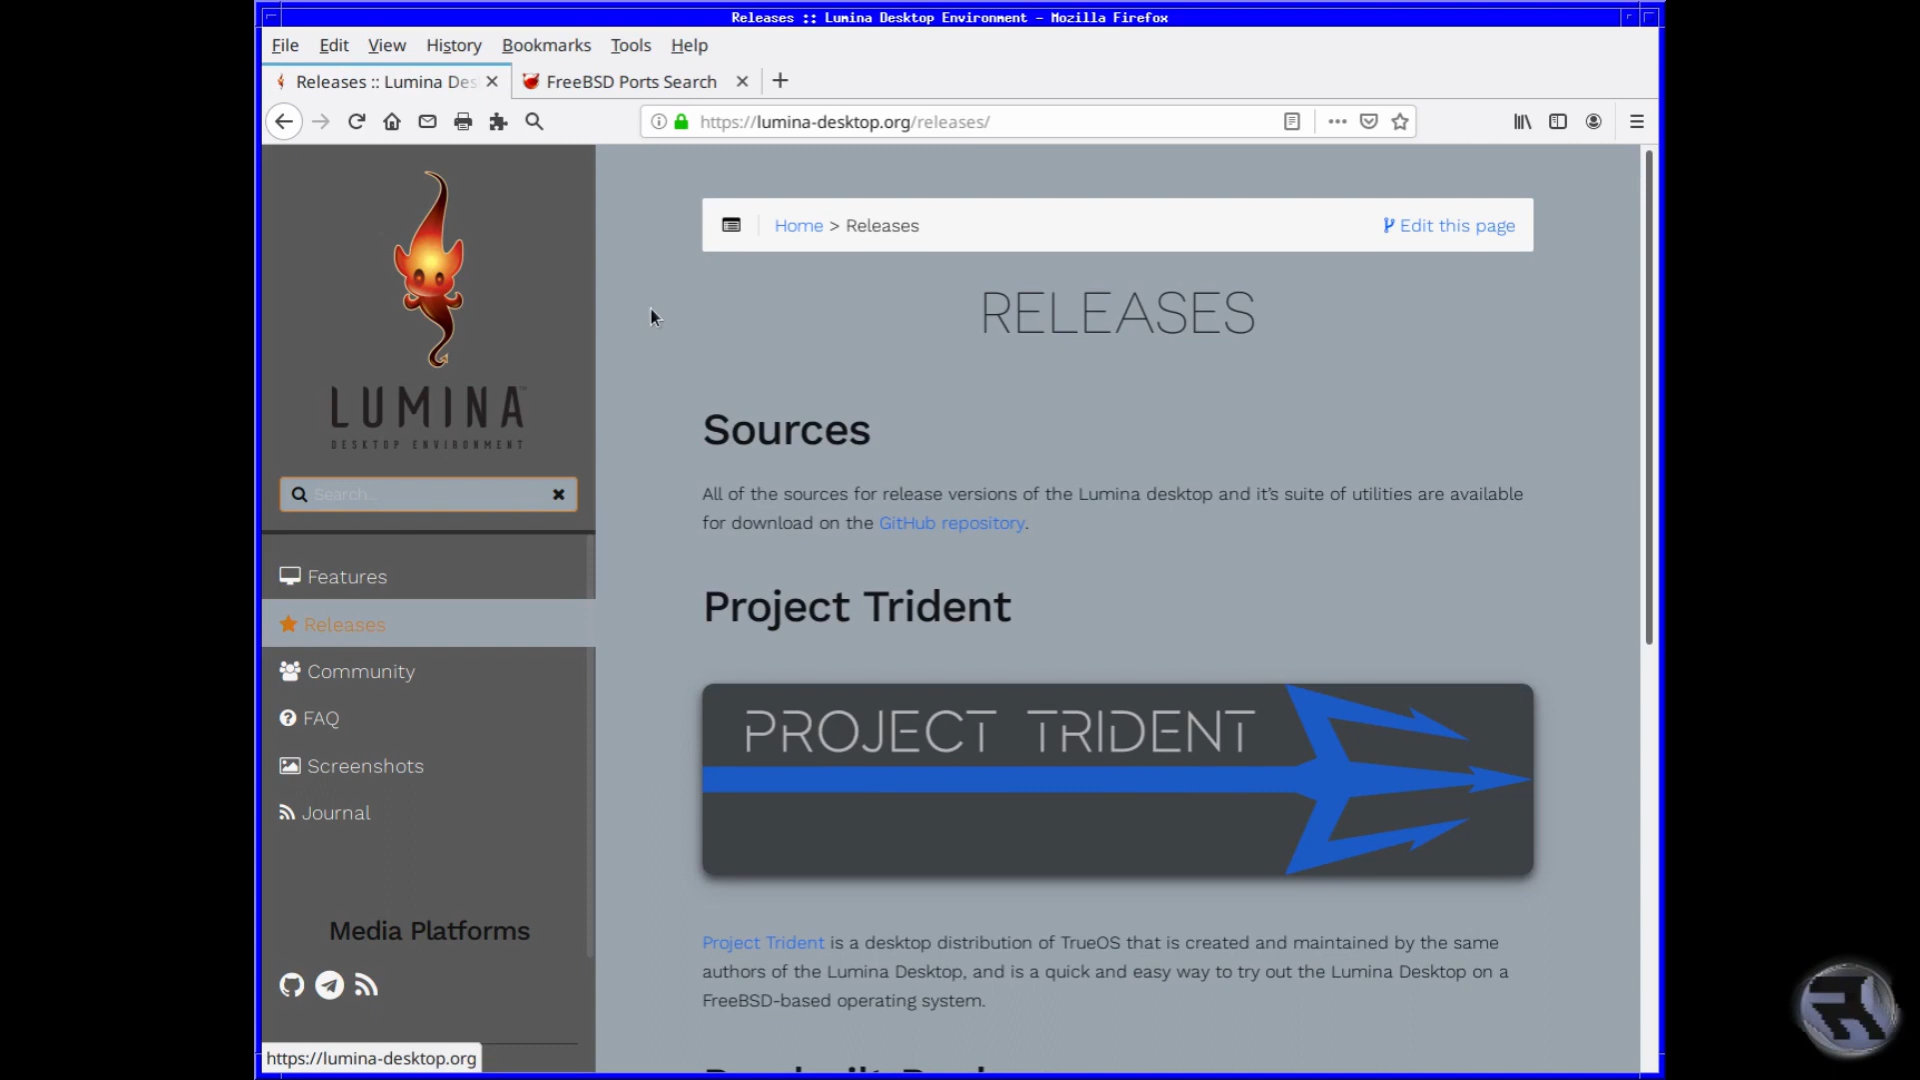 Releases :: Lumina Desktop Environment - Mozilla Firefox
File Edit View History Bookmarks Tools Help
Releases :: Lumina Des
FreeBSD Ports Search
https://lumina-desktop.org/releases/
LUMINA™
DESKTOP ENVIRONMENT
Search...
Features
Releases
Community
FAQ
Screenshots
Journal
Media Platforms
https://lumina-desktop.org
Home > Releases
Edit this page
RELEASES
Sources
All of the sources for release versions of the Lumina desktop and it's suite of utilities are available
for download on the GitHub repository.
Project Trident
PROJECT TRIDENT
Project Trident is a desktop distribution of TrueOS that is created and maintained by the same
authors of the Lumina Desktop, and is a quick and easy way to try out the Lumina Desktop on a
FreeBSD-based operating system.